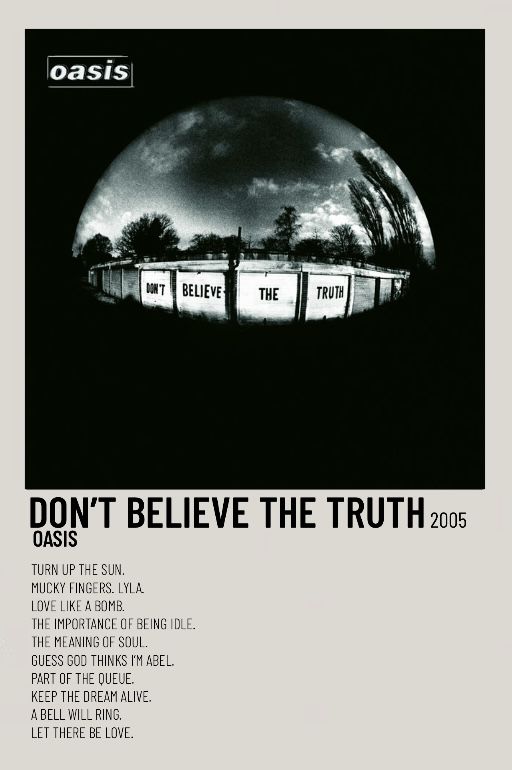 oasis
DON'T BELIEVE THE TRUTH
DON'T BELIEVE THE TRUTH 2005
OASIS
TURN UP THE SUN.
MUCKY FINGERS. LYLA.
LOVE LIKE A BOMB.
THE IMPORTANCE OF BEING IDLE.
THE MEANING OF SOUL.
GUESS GOD THINKS I'M ABEL.
PART OF THE QUEUE.
KEEP THE DREAM ALIVE.
A BELL WILL RING.
LET THERE BE LOVE.